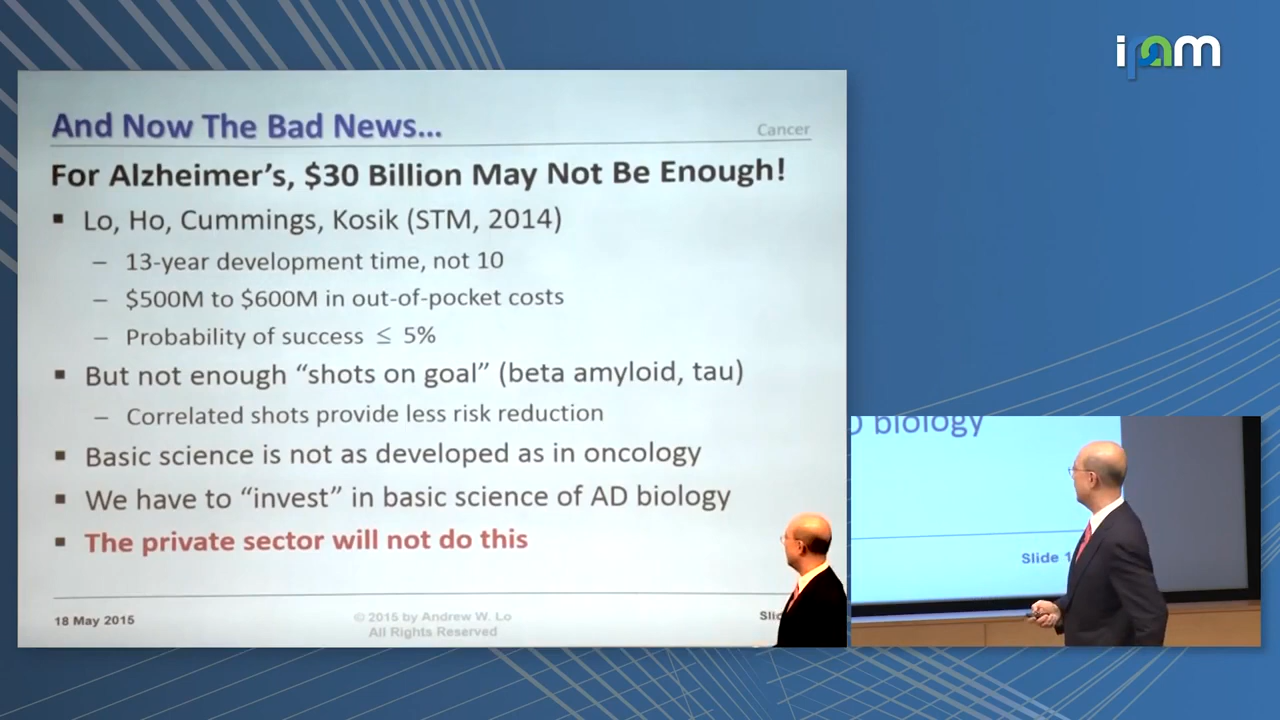 ipam
And Now The Bad News...
Cancer
For Alzheimer's, $30 Billion May Not Be Enough!
▪ Lo, Ho, Cummings, Kosik (STM, 2014)
– 13-year development time, not 10
– $500M to $600M in out-of-pocket costs
– Probability of success ≤ 5%
▪ But not enough “shots on goal” (beta amyloid, tau)
– Correlated shots provide less risk reduction
▪ Basic science is not as developed as in oncology
▪ We have to “invest” in basic science of AD biology
▪ The private sector will not do this
18 May 2015
© 2015 by Andrew W. Lo
All Rights Reserved
biology
Slide